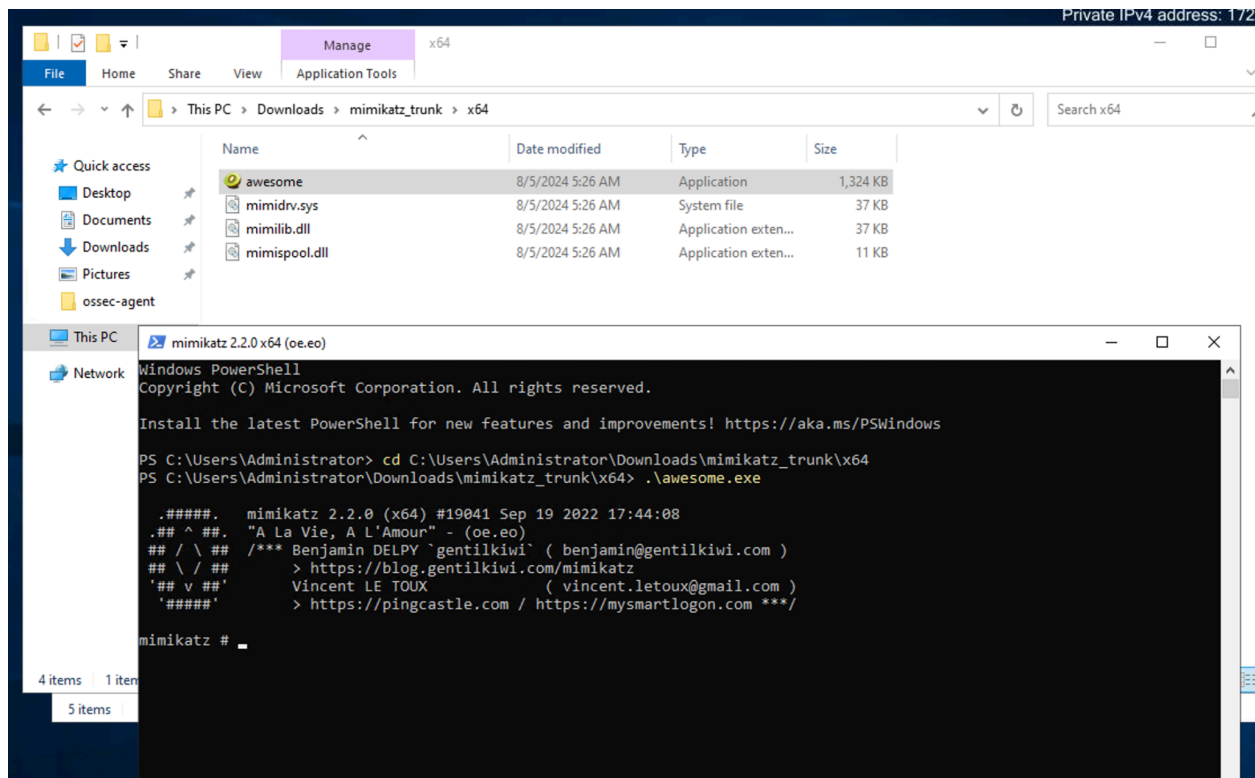 Private IPv4 address: 172
Manage x64
File Home Share View Application Tools
This PC > Downloads > mimikatz_trunk > x64
Search x64
Name Date modified Type Size
Quick access
Desktop
Documents
Downloads
Pictures
ossec-agent
This PC
Network
awesome 8/5/2024 5:26 AM Application 1,324 KB
mimidrv.sys 8/5/2024 5:26 AM System file 37 KB
mimilib.dll 8/5/2024 5:26 AM Application exten... 37 KB
mimispool.dll 8/5/2024 5:26 AM Application exten... 11 KB
4 items 1 item
5 items
mimikatz 2.2.0 x64 (oe.eo)
Windows PowerShell
Copyright (C) Microsoft Corporation. All rights reserved.
Install the latest PowerShell for new features and improvements! https://aka.ms/PSWindows
PS C:\Users\Administrator> cd C:\Users\Administrator\Downloads\mimikatz_trunk\x64
PS C:\Users\Administrator\Downloads\mimikatz_trunk\x64> .\awesome.exe
  .#####.   mimikatz 2.2.0 (x64) #19041 Sep 19 2022 17:44:08
 .## ^ ##.  "A La Vie, A L'Amour" - (oe.eo)
 ## / \ ##  /*** Benjamin DELPY `gentilkiwi` ( benjamin@gentilkiwi.com )
 ## \ / ##       > https://blog.gentilkiwi.com/mimikatz
 '## v ##'       Vincent LE TOUX             ( vincent.letoux@gmail.com )
  '#####'        > https://pingcastle.com / https://mysmartlogon.com ***/
mimikatz #